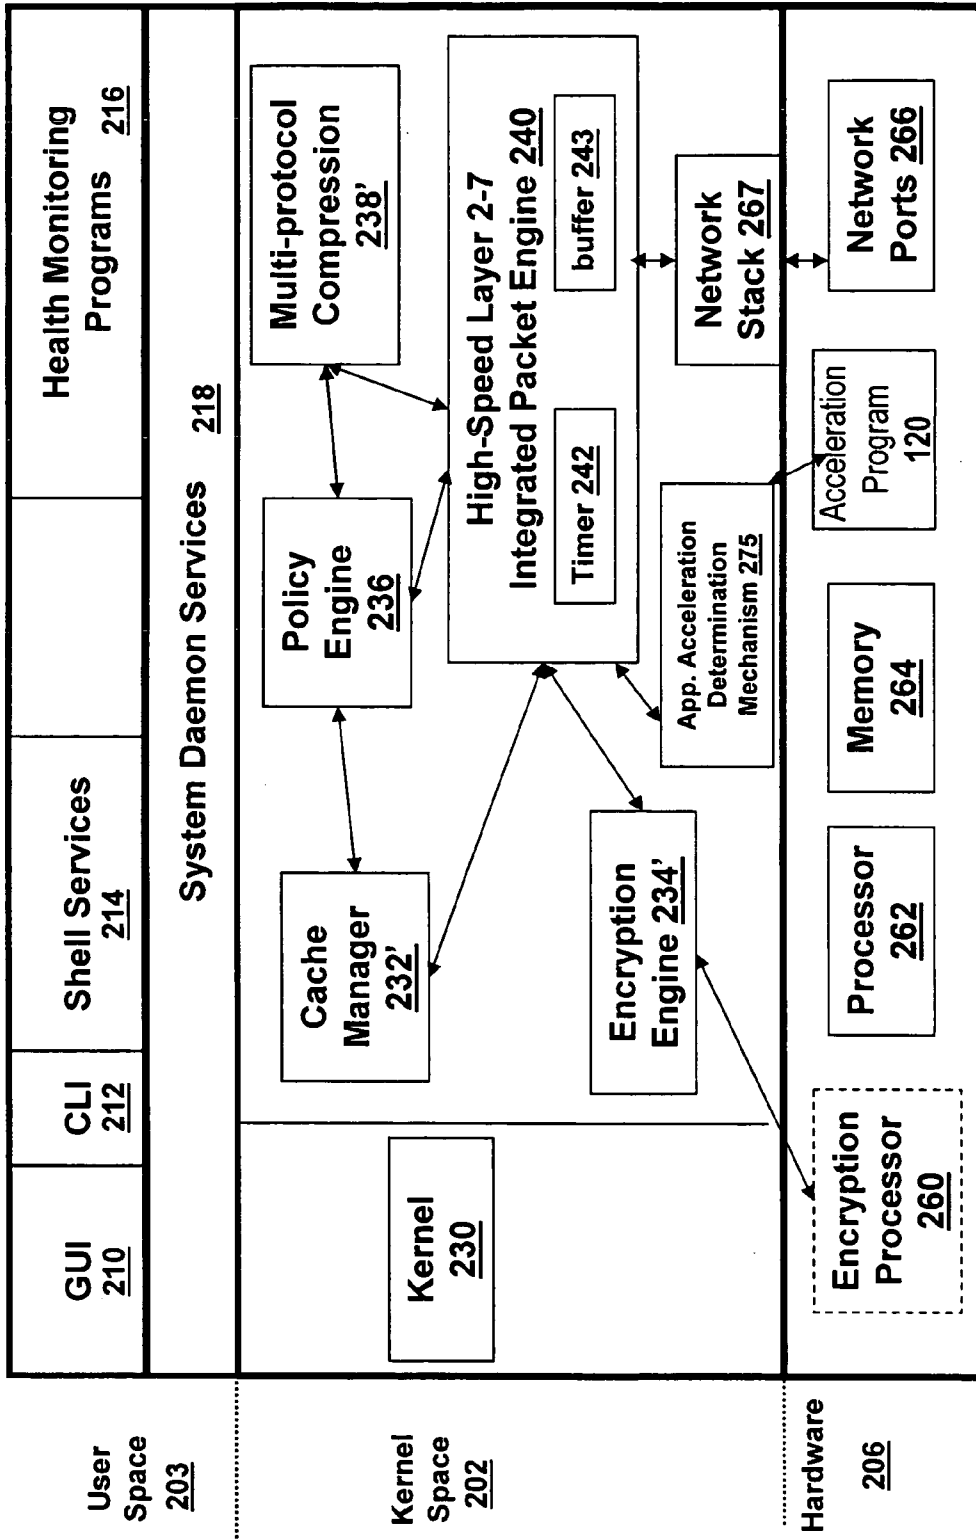 User
Space
203
GUI
210
CLI
212
Shell Services
214
Health Monitoring
Programs 216
System Daemon Services 218
Kernel
Space
202
Kernel
230
Cache
Manager
232'
Policy
Engine
236
Multi-protocol
Compression
238'
High-Speed Layer 2-7
Integrated Packet Engine 240
Timer 242
buffer 243
Encryption
Engine 234'
App. Acceleration
Determination
Mechanism 275
Network
Stack 267
Hardware
206
Encryption
Processor
260
Processor
262
Memory
264
Acceleration
Program
120
Network
Ports 266